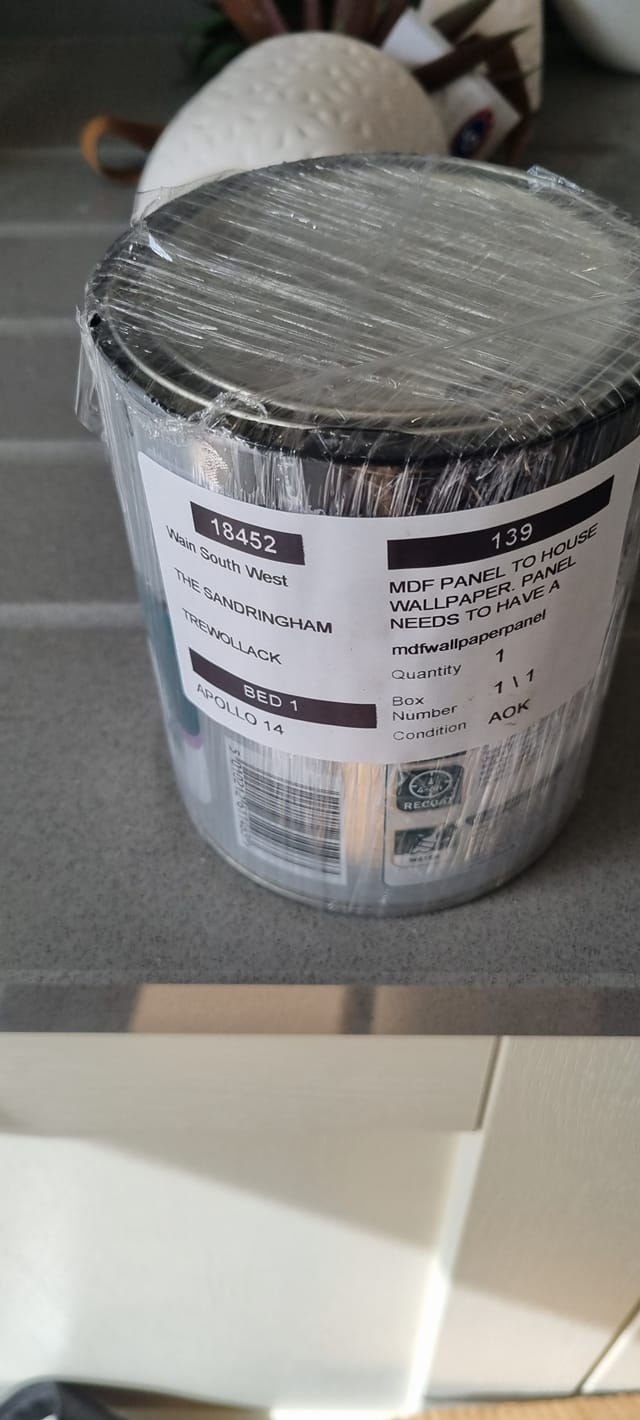 18452
Wain South West
THE SANDRINGHAM
TREWOLLACK
BED 1
APOLLO 14
139
MDF PANEL TO HOUSE
WALLPAPER. PANEL
NEEDS TO HAVE A
mdfwallpaperpanel
Quantity 1
Box
Number 1 \ 1
Condition AOK
RECOAT